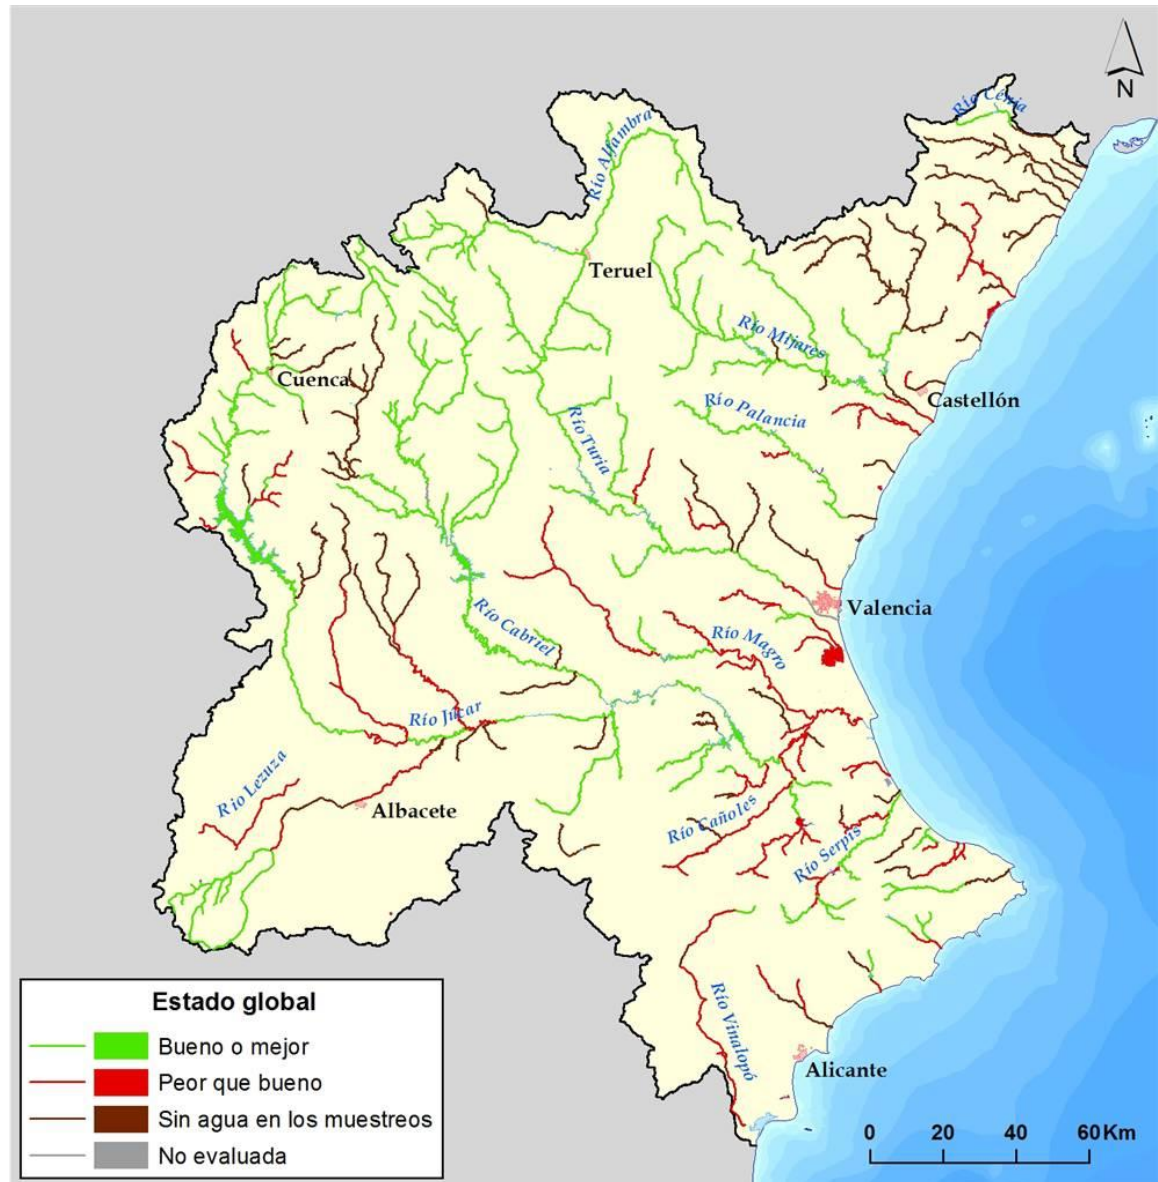 N
Río Cenia
Río Alfambra
Teruel
Río Mijares
Cuenca
Castellón
Río Palancia
Río Turia
Valencia
Río Cabriel
Río Magro
Río Júcar
Río Lezuza
Albacete
Río Cañoles
Río Serpis
Río Vinalopó
Alicante
Estado global
Bueno o mejor
Peor que bueno
Sin agua en los muestreos
No evaluada
0 20 40 60 Km